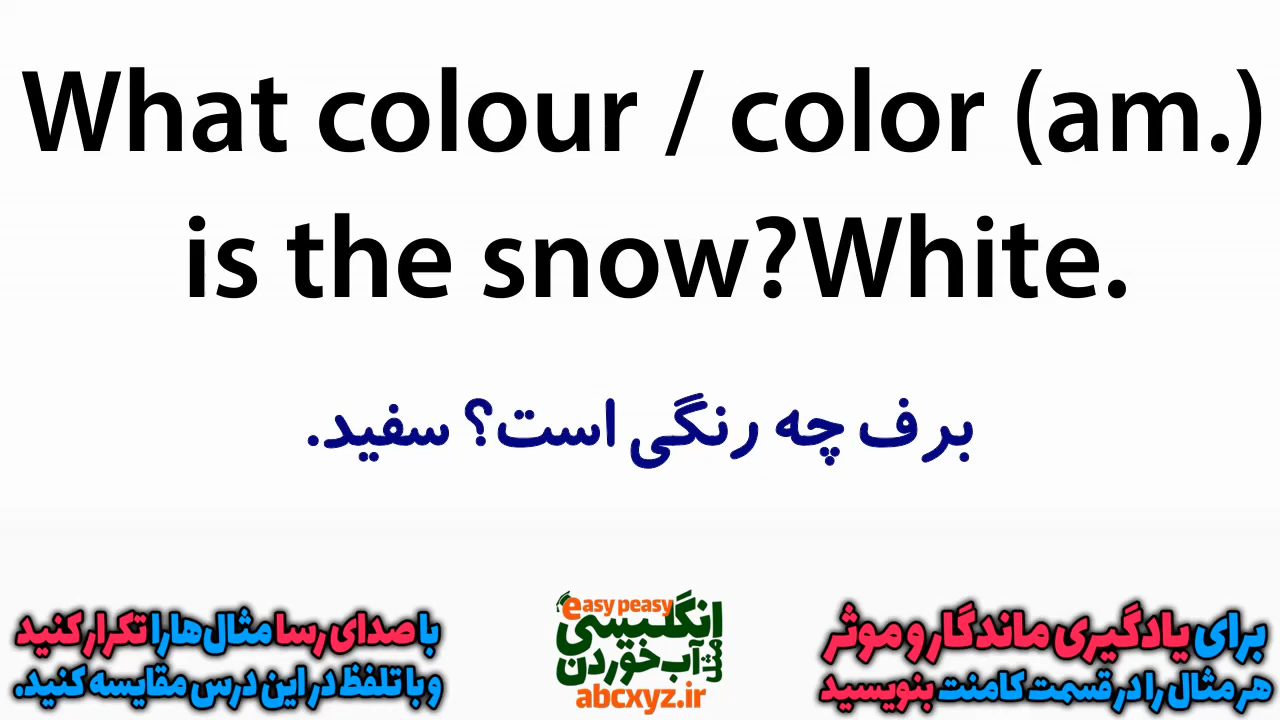 What colour / color (am.)
is the snow?White.
برف چه رنگی است؟ سفید.
با صدای رسا مثال‌ها را تکرار کنید
و با تلفظ در این درس مقایسه کنید.
easy peasy
انگلیسی
مثل آب خوردن
abcxyz.ir
برای یادگیری ماندگار و موثر
هر مثال را در قسمت کامنت بنویسید